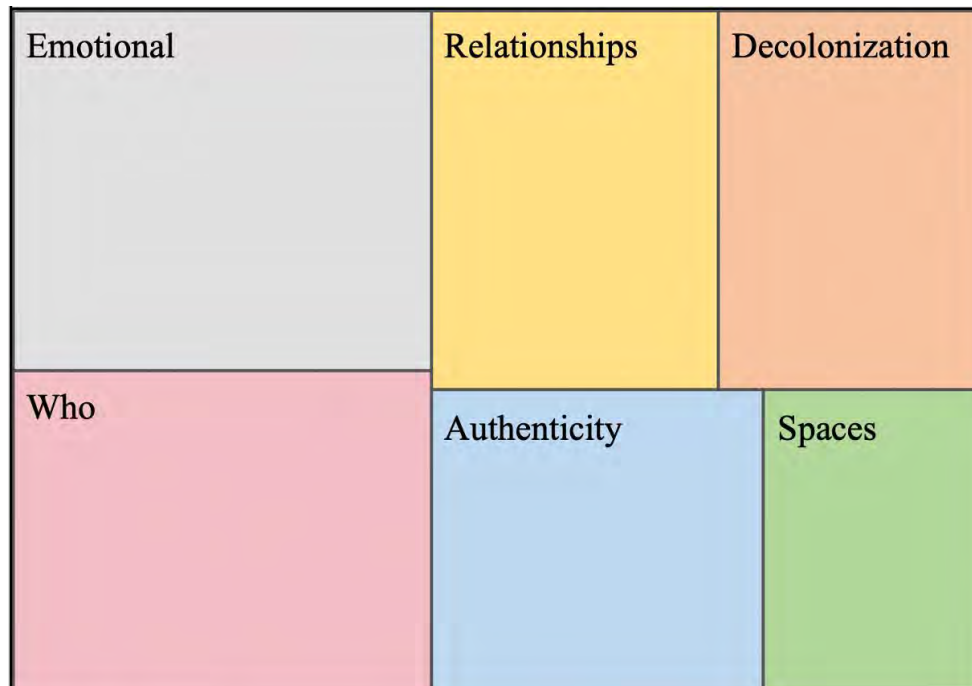 Emotional
Relationships
Decolonization
Who
Authenticity
Spaces